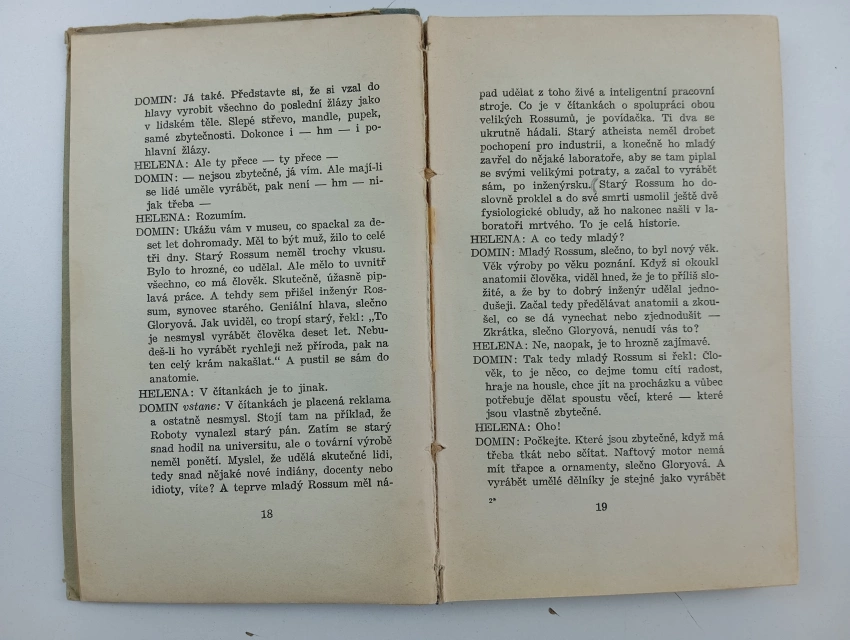 DOMIN: Já také. Představte si, že si vzal do
hlavy vyrobit všechno do poslední žlázy jako
v lidském těle. Slepé střevo, mandle, pupek,
samé zbytečnosti. Dokonce i — hm — i po-
hlavní žlázy.
HELENA: Ale ty přece — ty přece —
DOMIN: — nejsou zbytečné, já vím. Ale mají-li
se lidé uměle vyrábět, pak není — hm — ni-
jak třeba —
HELENA: Rozumím.
DOMIN: Ukážu vám v museu, co spackal za de-
set let dohromady. Měl to být muž, žilo to celé
tři dny. Starý Rossum neměl trochu vkusu.
Bylo to hrozné, co udělal. Ale mělo to uvnitř
všechno, co má člověk. Skutečně, úžasně pip-
lavá práce. A tehdy sem přišel inženýr Ros-
sum, synovec starého. Geniální hlava, slečno
Gloryová. Jak uviděl, co tropí starý, řekl: „To
je nesmysl vyrábět člověka deset let. Nebu-
deš-li ho vyrábět rychleji než příroda, pak na
ten celý krám nakašlat.“ A pustil se sám do
anatomie.
HELENA: V čítankách je to jinak.
DOMIN vstane: V čítankách je placená reklama
a ostatně nesmysl. Stojí tam na příklad, že
Roboty vynalezl starý pán. Zatím se starý
snad hodil na universitu, ale o tovární výrobě
neměl ponětí. Myslel, že udělá skutečné lidi,
tedy snad nějaké nové indiány, docenty nebo
idioty, víte? A teprve mladý Rossum měl ná-
18
pad udělat z toho živé a inteligentní pracovní
stroje. Co je v čítankách o spolupráci obou
velikých Rossumů, je povídačka. Ti dva se
ukrutně hádali. Starý atheista neměl drobet
pochopení pro industrii, a konečně ho mladý
zavřel do nějaké laboratoře, aby se tam piplal
se svými velikými potraty, a začal to vyrábět
sám, po inženýrsku. Starý Rossum ho do-
slovně proklel a do své smrti usmolil ještě dvě
fysiologické obludy, až ho nakonec našli v la-
boratoři mrtvého. To je celá historie.
HELENA: A co tedy mladý?
DOMIN: Mladý Rossum, slečno, to byl nový věk.
Věk výroby po věku poznání. Když si okoukl
anatomii člověka, viděl hned, že je to příliš slo-
žité, a že by to dobrý inženýr udělal jedno-
dušeji. Začal tedy předělávat anatomii a zkou-
šel, co se dá vynechat nebo zjednodušit —
Zkrátka, slečno Gloryová, nenudí vás to?
HELENA: Ne, naopak, je to hrozně zajímavé.
DOMIN: Tak tedy mladý Rossum si řekl: Člo-
věk, to je něco, co dejme tomu cítí radost,
hraje na housle, chce jít na procházku a vůbec
potřebuje dělat spoustu věcí, které — které
jsou vlastně zbytečné.
HELENA: Oho!
DOMIN: Počkejte. Které jsou zbytečné, když má
třeba tkát nebo sčítat. Naftový motor nemá
mít třapce a ornamenty, slečno Gloryová. A
vyrábět umělé dělníky je stejné jako vyrábět
2*
19